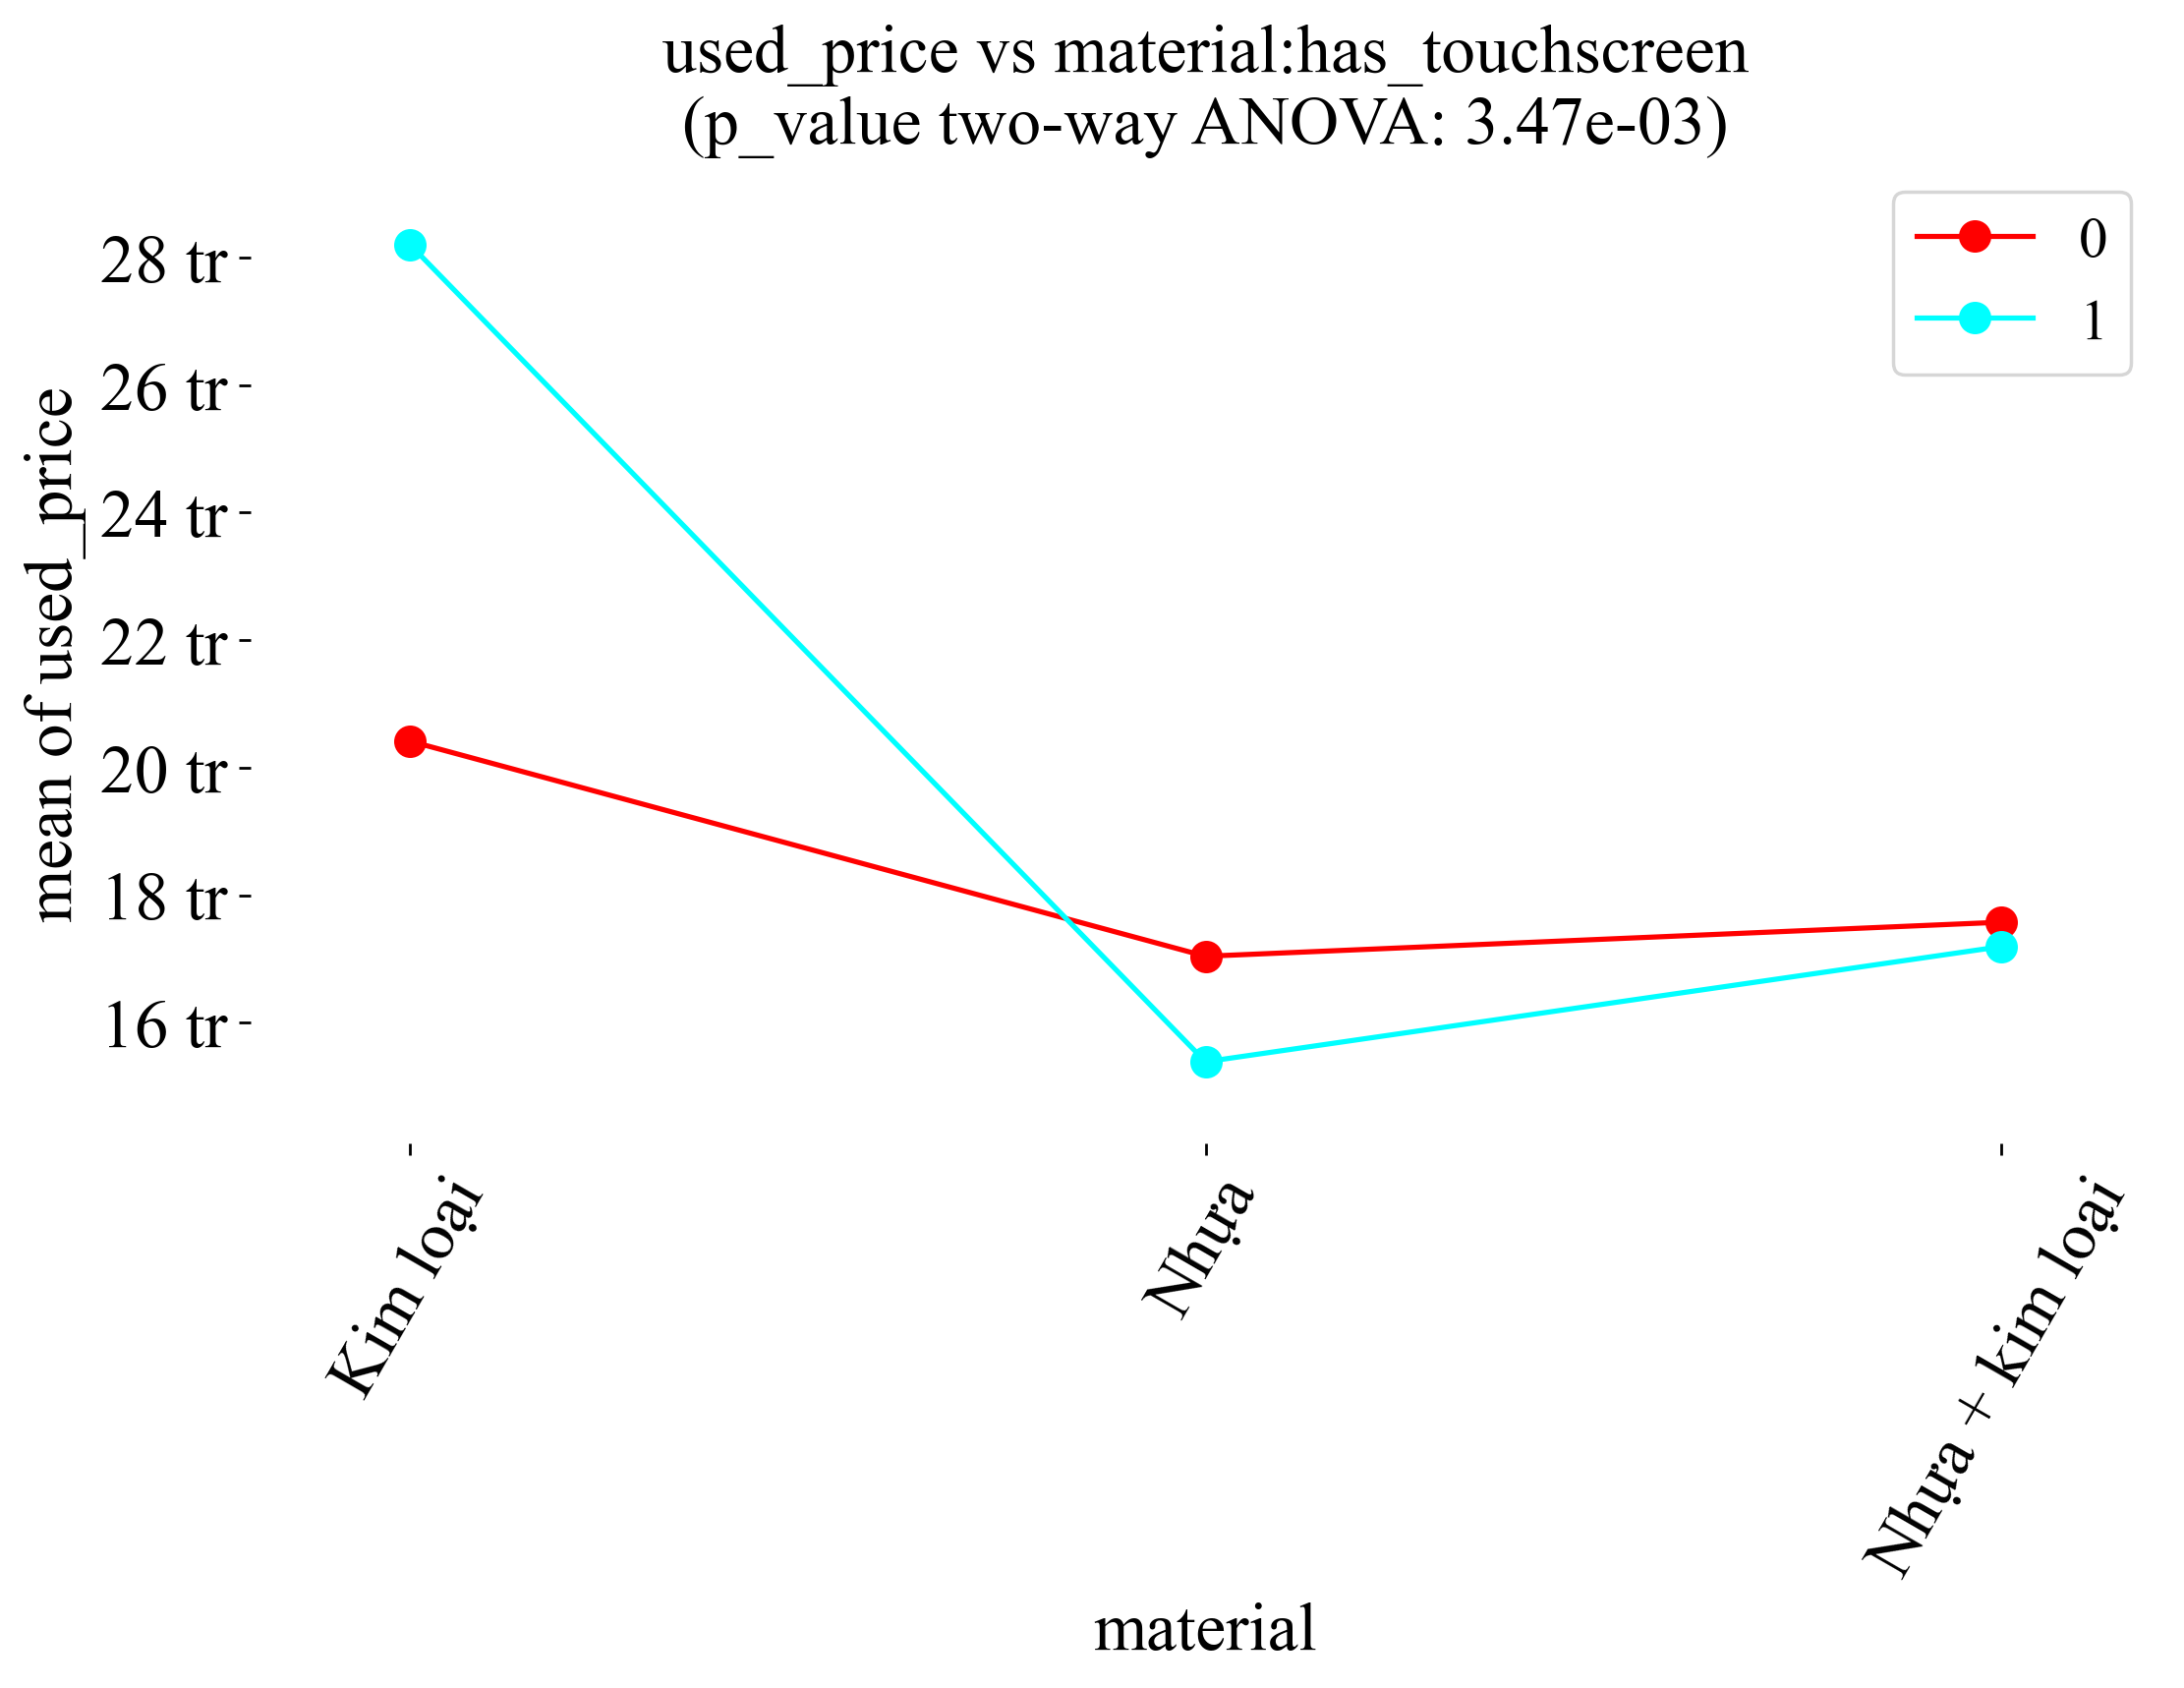 used_price vs material:has_touchscreen
(p_value two-way ANOVA: 3.47e-03)
0
1
mean of used_price
28 tr
26 tr
24 tr
22 tr
20 tr
18 tr
16 tr
Kim loại
Nhựa
Nhựa + kim loại
material